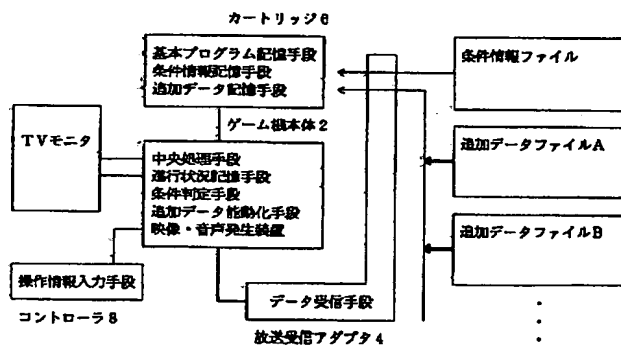 カートリッジ6
基本プログラム記憶手段
条件情報記憶手段
追加データ記憶手段
条件情報ファイル
ゲーム機本体2
TVモニタ
中央処理手段
進行状況記憶手段
条件判定手段
追加データ能動化手段
映像・音声発生装置
追加データファイルA
追加データファイルB
操作情報入力手段
コントローラ8
データ受信手段
放送受信アダプタ4